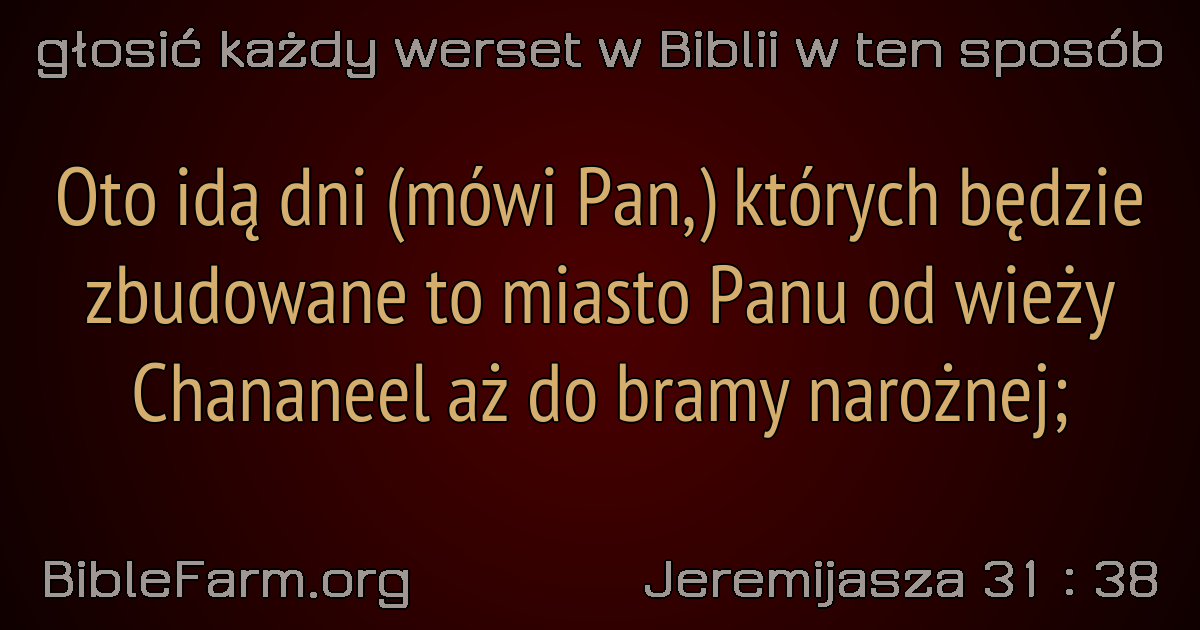 głosić każdy werset w Biblii w ten sposób
Oto idą dni (mówi Pan,) których będzie
zbudowane to miasto Panu od wieży
Chananeel aż do bramy narożnej;
BibleFarm.org
Jeremijasza 31 : 38